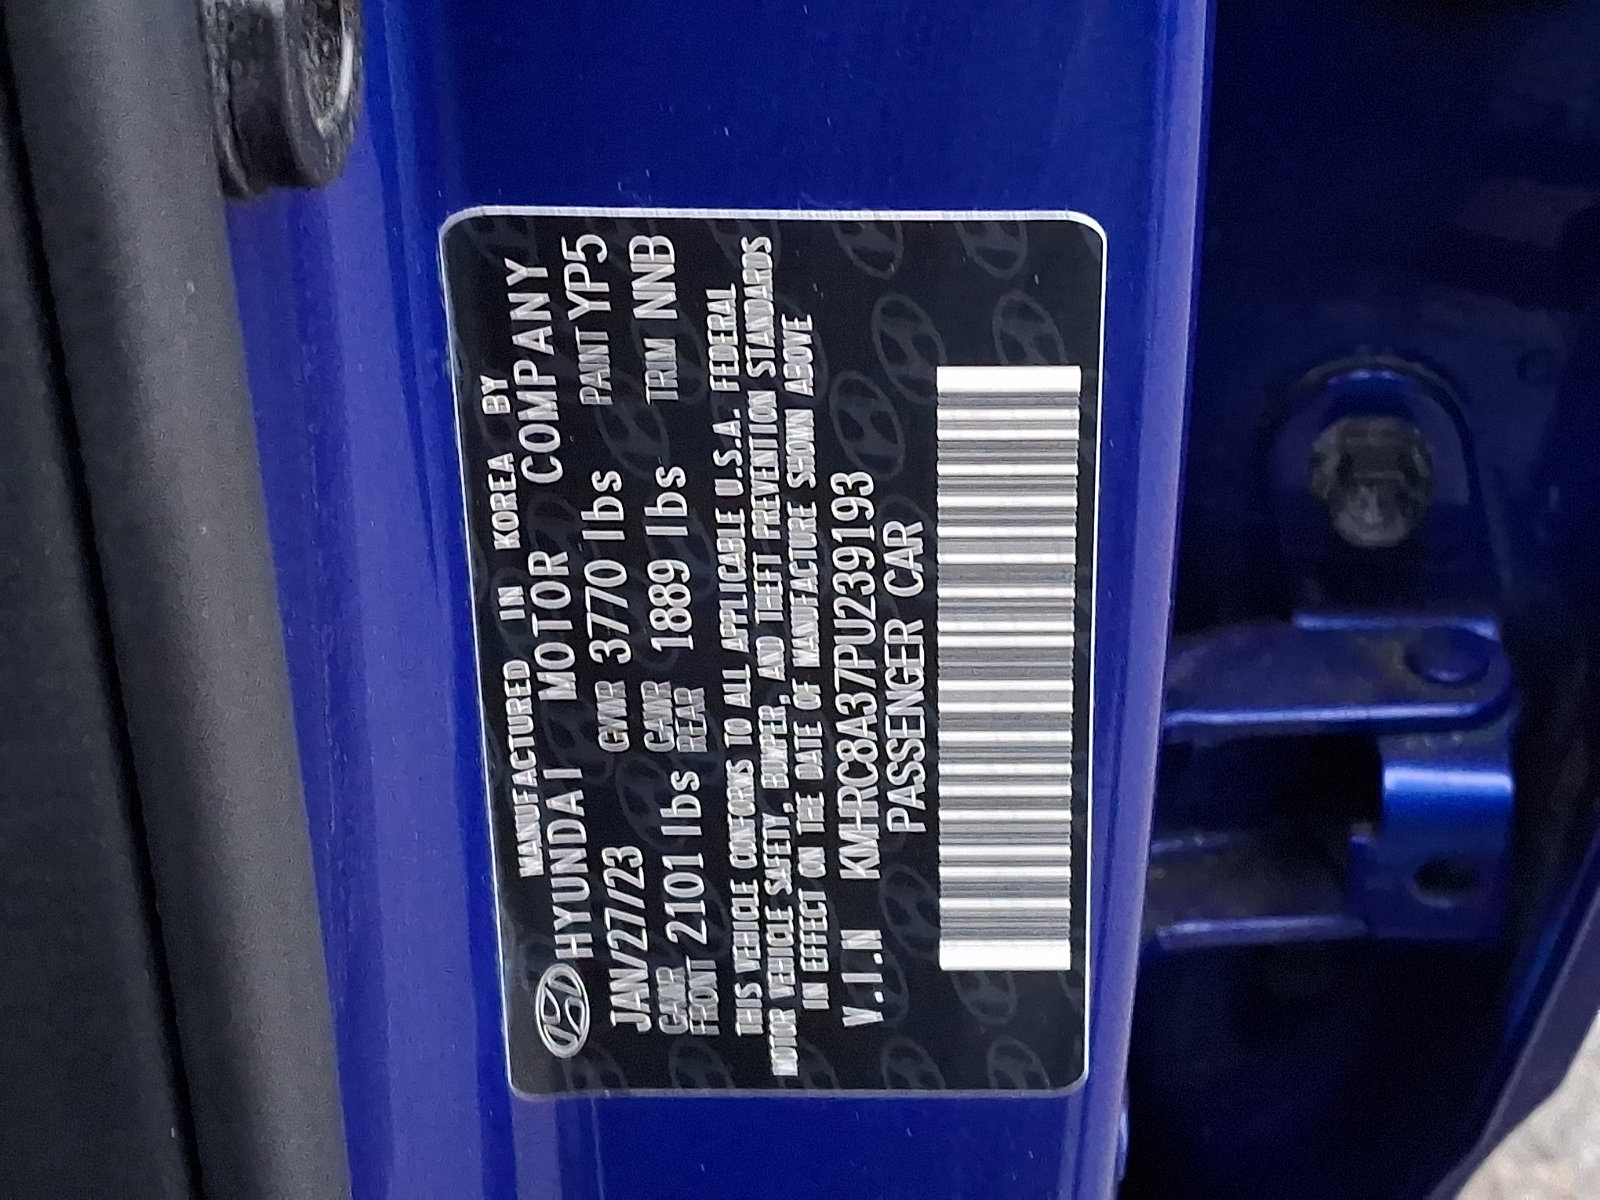 MANUFACTURED IN KOREA BY
HYUNDAI MOTOR COMPANY
JAN/27/23 GVWR 3770 lbs PAINT YP5
GAWR FRONT 2101 lbs GAWR REAR 1889 lbs TRIM NNB
THIS VEHICLE CONFORMS TO ALL APPLICABLE U.S.A. FEDERAL
MOTOR VEHICLE SAFETY, BUMPER, AND THEFT PREVENTION STANDARDS
IN EFFECT ON THE DATE OF MANUFACTURE SHOWN ABOVE
V.I.N KMHRC8A37PU239193
PASSENGER CAR